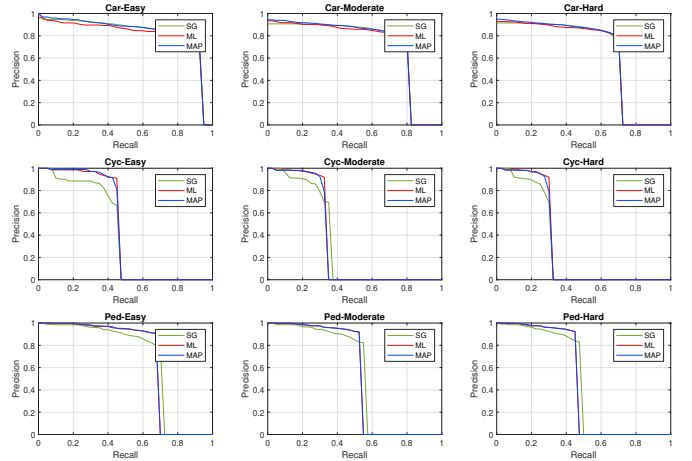 Car-Easy
Precision
1
0.8
0.6
0.4
0.2
0
0 0.2 0.4 0.6 0.8 1
Recall
SG
ML
MAP
Car-Moderate
Precision
1
0.8
0.6
0.4
0.2
0
0 0.2 0.4 0.6 0.8 1
Recall
SG
ML
MAP
Car-Hard
Precision
1
0.8
0.6
0.4
0.2
0
0 0.2 0.4 0.6 0.8 1
Recall
SG
ML
MAP
Cyc-Easy
Precision
1
0.8
0.6
0.4
0.2
0
0 0.2 0.4 0.6 0.8 1
Recall
SG
ML
MAP
Cyc-Moderate
Precision
1
0.8
0.6
0.4
0.2
0
0 0.2 0.4 0.6 0.8 1
Recall
SG
ML
MAP
Cyc-Hard
Precision
1
0.8
0.6
0.4
0.2
0
0 0.2 0.4 0.6 0.8 1
Recall
SG
ML
MAP
Ped-Easy
Precision
1
0.8
0.6
0.4
0.2
0
0 0.2 0.4 0.6 0.8 1
Recall
SG
ML
MAP
Ped-Moderate
Precision
1
0.8
0.6
0.4
0.2
0
0 0.2 0.4 0.6 0.8 1
Recall
SG
ML
MAP
Ped-Hard
Precision
1
0.8
0.6
0.4
0.2
0
0 0.2 0.4 0.6 0.8 1
Recall
SG
ML
MAP